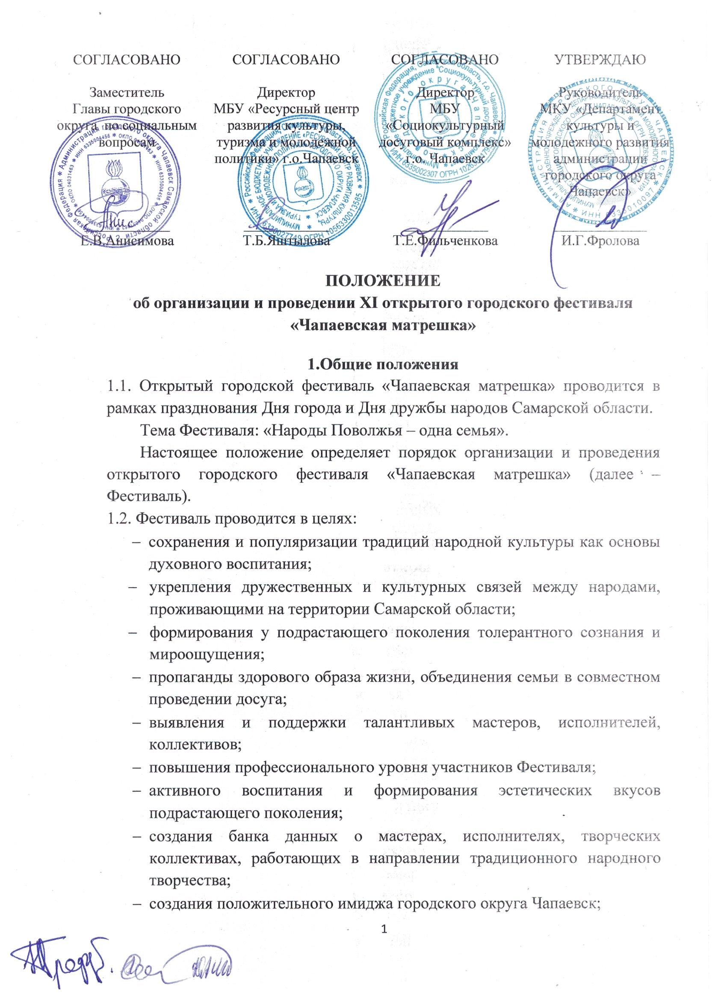 СОГЛАСОВАНО
Заместитель
Главы городского
округа по социальным
вопросам
Е.В.Анисимова
СОГЛАСОВАНО
Директор
МБУ «Ресурсный центр
развития культуры,
туризма и молодежной
политики» г.о.Чапаевск
Т.Б.Яштылова
СОГЛАСОВАНО
Директор
МБУ
«Социокультурный
досуговый комплекс»
г.о. Чапаевск
Т.Е.Фильченкова
УТВЕРЖДАЮ
Руководитель
МКУ «Департамент
культуры и
молодежного развития
администрации
городского округа
Чапаевск»
И.Г.Фролова
ПОЛОЖЕНИЕ
об организации и проведении XI открытого городского фестиваля
«Чапаевская матрешка»
1.Общие положения
1.1. Открытый городской фестиваль «Чапаевская матрешка» проводится в
рамках празднования Дня города и Дня дружбы народов Самарской области.
Тема Фестиваля: «Народы Поволжья – одна семья».
Настоящее положение определяет порядок организации и проведения
открытого городского фестиваля «Чапаевская матрешка» (далее –
Фестиваль).
1.2. Фестиваль проводится в целях:
– сохранения и популяризации традиций народной культуры как основы
духовного воспитания;
– укрепления дружественных и культурных связей между народами,
проживающими на территории Самарской области;
– формирования у подрастающего поколения толерантного сознания и
мироощущения;
– пропаганды здорового образа жизни, объединения семьи в совместном
проведении досуга;
– выявления и поддержки талантливых мастеров, исполнителей,
коллективов;
– повышения профессионального уровня участников Фестиваля;
– активного воспитания и формирования эстетических вкусов
подрастающего поколения;
– создания банка данных о мастерах, исполнителях, творческих
коллективах, работающих в направлении традиционного народного
творчества;
– создания положительного имиджа городского округа Чапаевск;
1